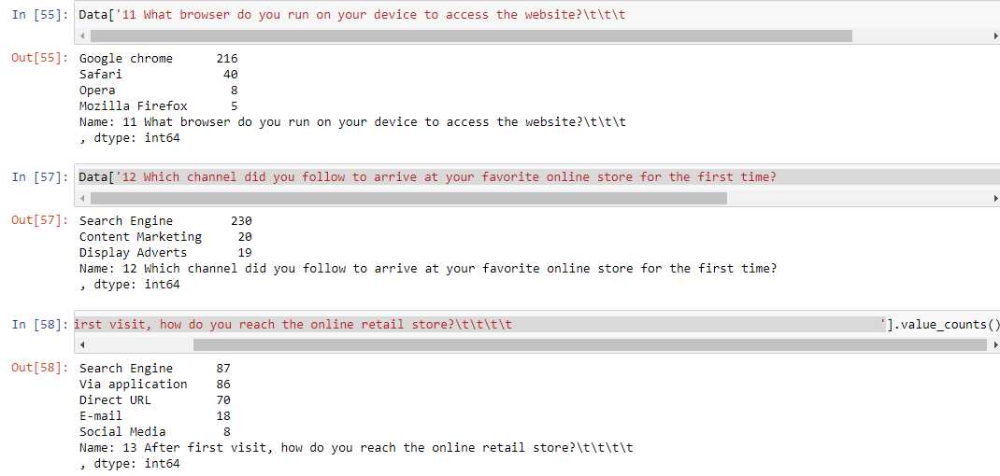 In [55]: Data['11 What browser do you run on your device to access the website?\t\t\t
Out[55]: Google chrome      216
Safari              40
Opera                8
Mozilla Firefox      5
Name: 11 What browser do you run on your device to access the website?\t\t\t
, dtype: int64
In [57]: Data['12 Which channel did you follow to arrive at your favorite online store for the first time?
Out[57]: Search Engine        230
Content Marketing     20
Display Adverts       19
Name: 12 Which channel did you follow to arrive at your favorite online store for the first time?
, dtype: int64
In [58]: irst visit, how do you reach the online retail store?\t\t\t\t                                                   '].value_counts()
Out[58]: Search Engine      87
Via application    86
Direct URL         70
E-mail             18
Social Media        8
Name: 13 After first visit, how do you reach the online retail store?\t\t\t\t
, dtype: int64